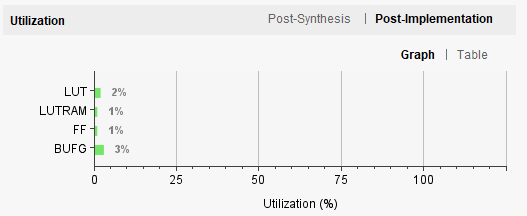 Utilization Post-Synthesis | Post-Implementation
Graph | Table
LUT 2%
LUTRAM 1%
FF 1%
BUFG 3%
0 25 50 75 100
Utilization (%)